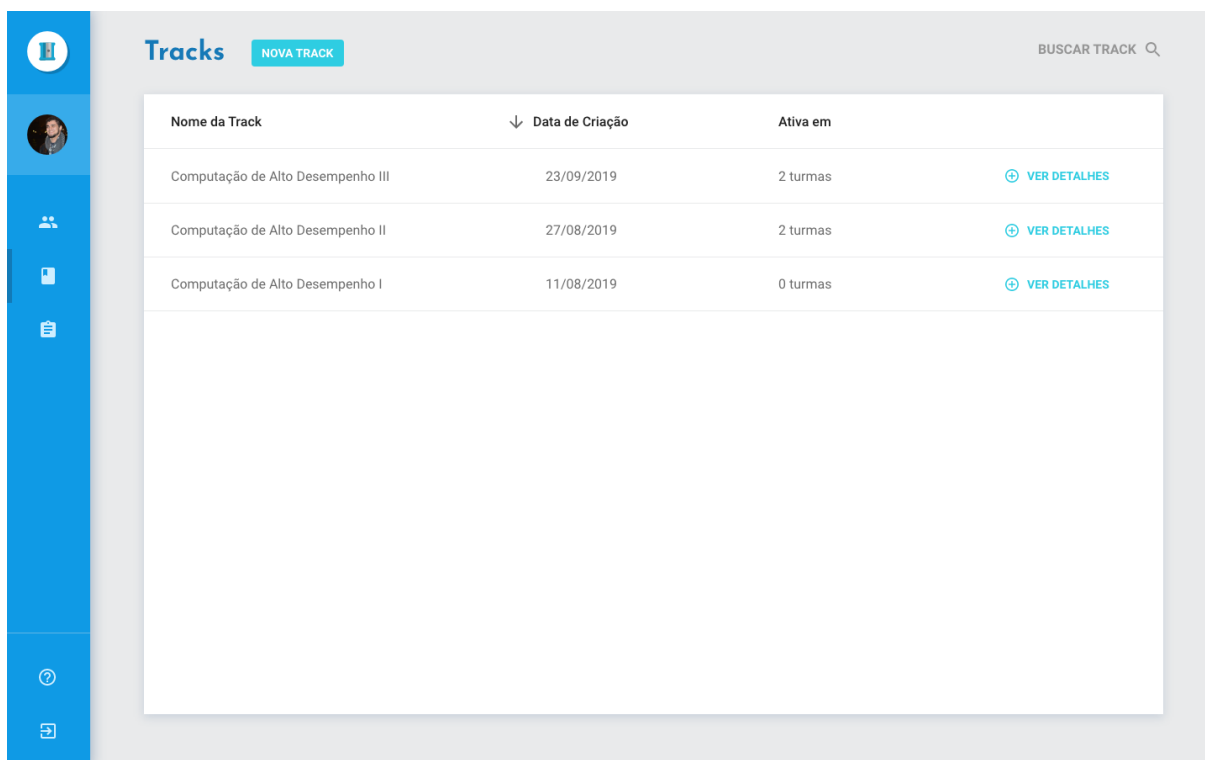 Tracks NOVA TRACK BUSCAR TRACK
Nome da Track Data de Criação Ativa em
Computação de Alto Desempenho III 23/09/2019 2 turmas VER DETALHES
Computação de Alto Desempenho II 27/08/2019 2 turmas VER DETALHES
Computação de Alto Desempenho I 11/08/2019 0 turmas VER DETALHES